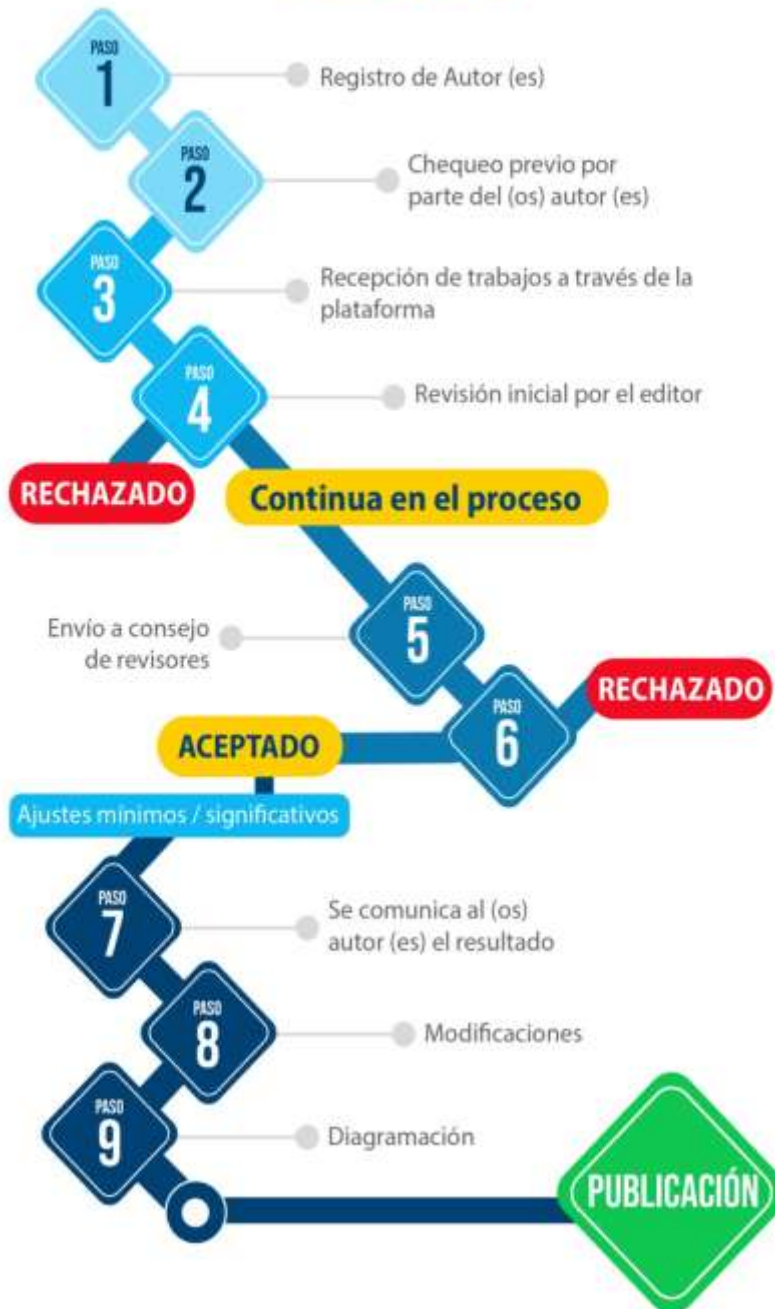 PASO
1
Registro de Autor (es)
PASO
2
Chequeo previo por
parte del (os) autor (es)
PASO
3
Recepción de trabajos a través de la
plataforma
PASO
4
Revisión inicial por el editor
RECHAZADO
Continua en el proceso
PASO
5
Envío a consejo
de revisores
RECHAZADO
PASO
6
ACEPTADO
Ajustes mínimos / significativos
PASO
7
Se comunica al (os)
autor (es) el resultado
PASO
8
Modificaciones
PASO
9
Diagramación
PUBLICACIÓN